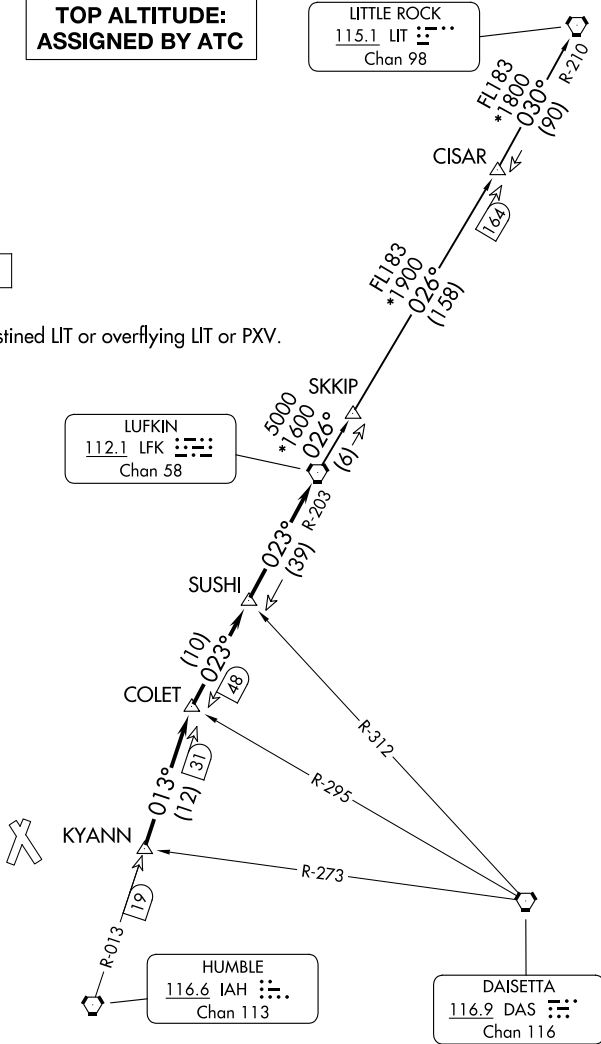 TOP ALTITUDE:
ASSIGNED BY ATC
LITTLE ROCK
115.1 LIT
Chan 98
R-210
FL183
*1800
030°
(90)
CISAR
164
FL183
*1900
026°
(158)
stined LIT or overflying LIT or PXV.
SKKIP
5000
*1600
026°
(6)
LUFKIN
112.1 LFK
Chan 58
R-203
023°
(39)
SUSHI
(10)
023°
48
COLET
R-312
31
R-295
013°
(12)
KYANN
R-273
19
R-013
HUMBLE
116.6 IAH
Chan 113
DAISETTA
116.9 DAS
Chan 116